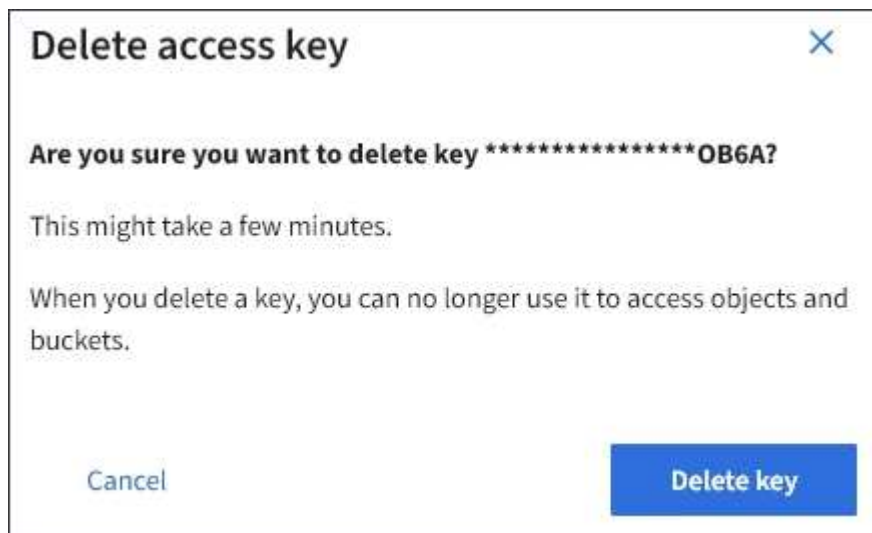 Delete access key
Are you sure you want to delete key ****************OB6A?
This might take a few minutes.
When you delete a key, you can no longer use it to access objects and
buckets.
Cancel
Delete key